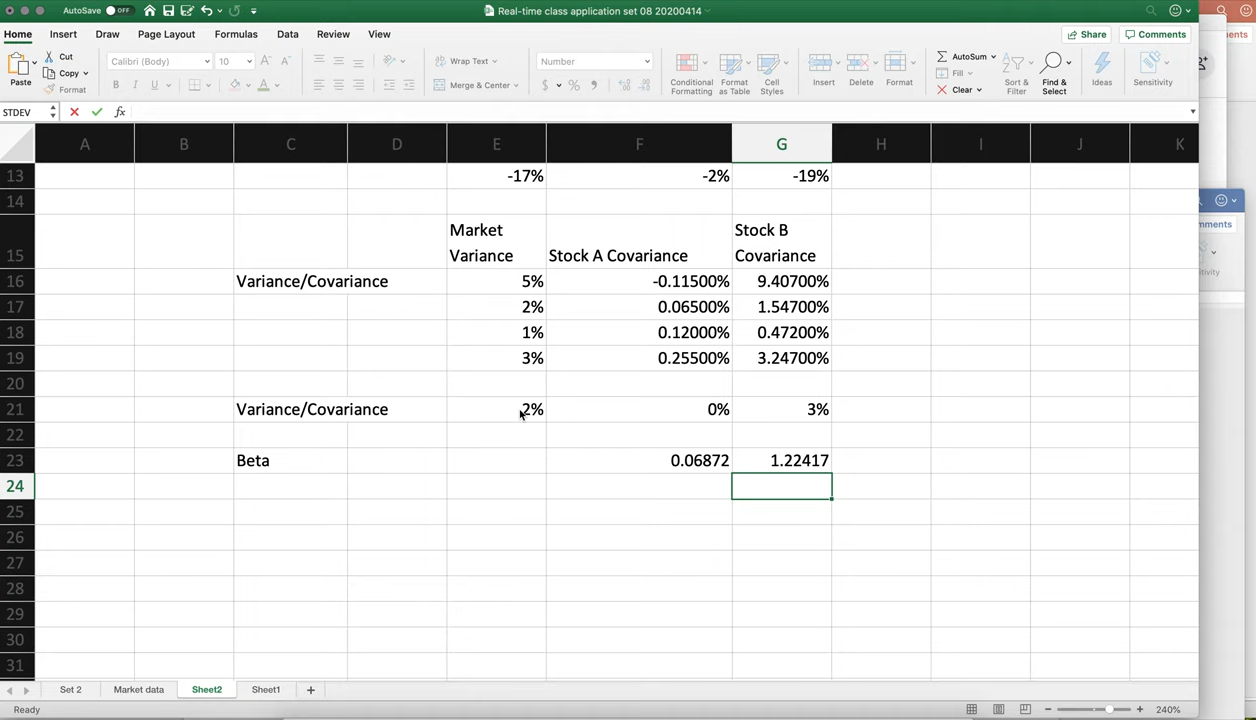 AutoSave OFF Real-time class application set 08 20200414
Home Insert Draw Page Layout Formulas Data Review View Share Comments ents
Paste Cut Copy Format
Calibri (Body) 10 A A Wrap Text Number
B I U A Merge & Center $ % ,
Conditional Formatting Format as Table Cell Styles Insert Delete Format
AutoSum Fill Clear Sort & Filter Find & Select Ideas Sensitivity
STDEV fx
A B C D E F G H I J K
13 -17% -2% -19%
14
15 Market Variance Stock A Covariance Stock B Covariance
16 Variance/Covariance 5% -0.11500% 9.40700%
17 2% 0.06500% 1.54700%
18 1% 0.12000% 0.47200%
19 3% 0.25500% 3.24700%
20
21 Variance/Covariance 2% 0% 3%
22
23 Beta 0.06872 1.22417
24
25
26
27
28
29
30
31
mments
itivity
Set 2 Market data Sheet2 Sheet1 +
Ready 240%